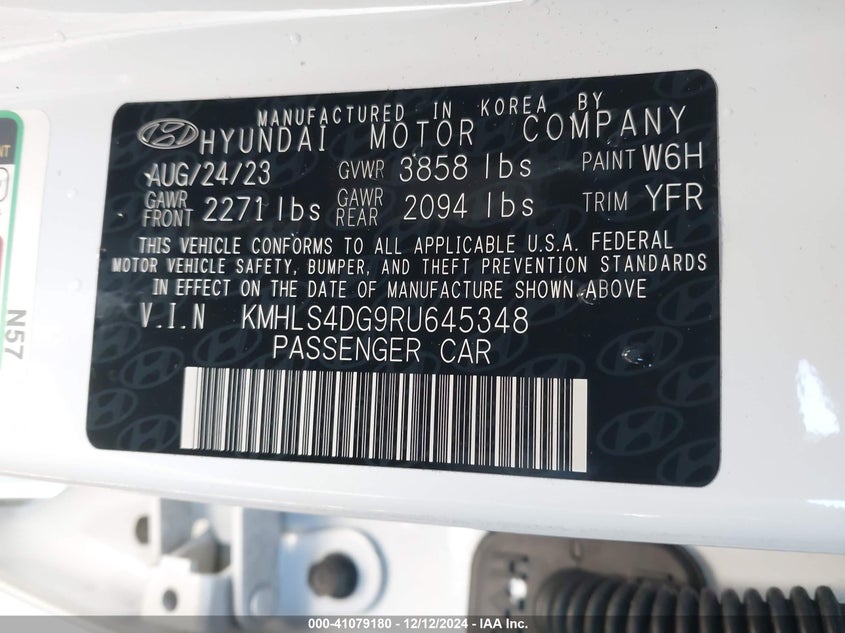 MANUFACTURED IN KOREA BY
HYUNDAI MOTOR COMPANY
AUG/24/23 GVWR 3858 lbs PAINT W6H
GAWR FRONT 2271 lbs GAWR REAR 2094 lbs TRIM YFR
THIS VEHICLE CONFORMS TO ALL APPLICABLE U.S.A. FEDERAL
MOTOR VEHICLE SAFETY, BUMPER, AND THEFT PREVENTION STANDARDS
IN EFFECT ON THE DATE OF MANUFACTURE SHOWN ABOVE
V.I.N KMHLS4DG9RU645348
PASSENGER CAR
N57
000-41079180 - 12/12/2024 - IAA Inc.